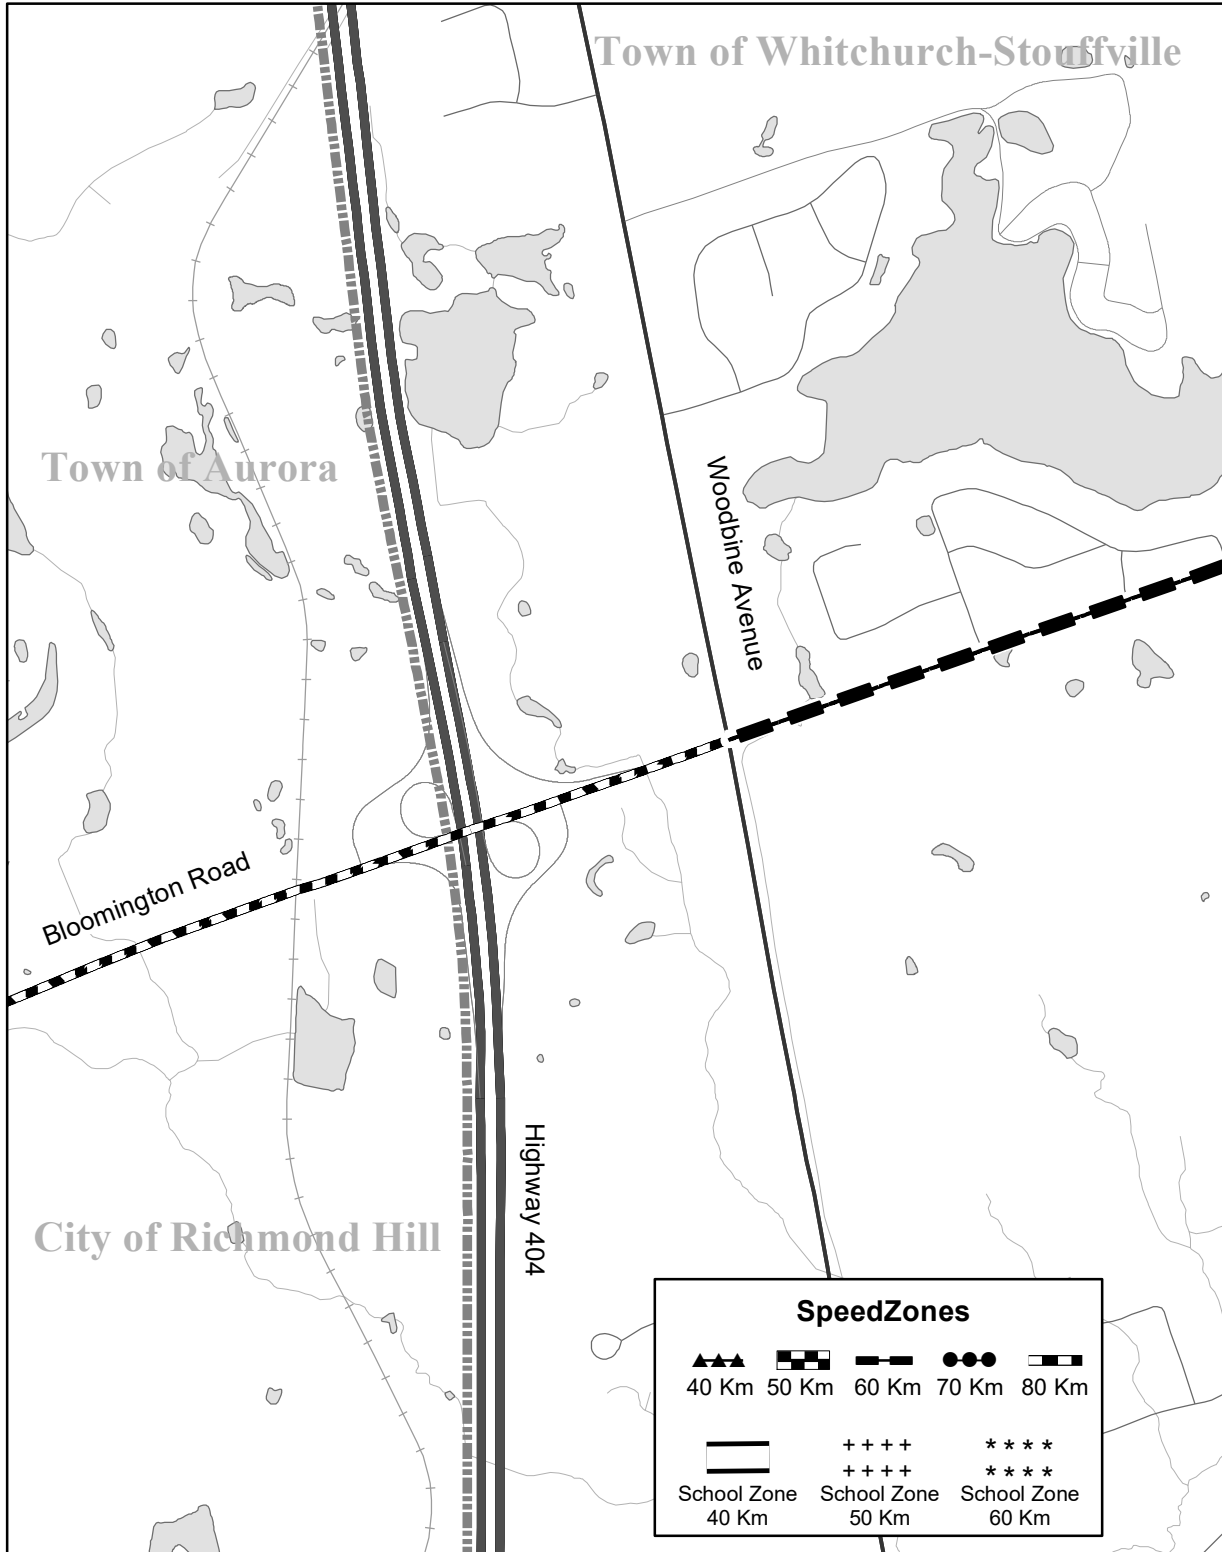 Town of Whitchurch-Stouffville
Town of Aurora
Woodbine Avenue
Bloomington Road
Highway 404
City of Richmond Hill
SpeedZones
40 Km 50 Km 60 Km 70 Km 80 Km
School Zone School Zone School Zone
40 Km 50 Km 60 Km